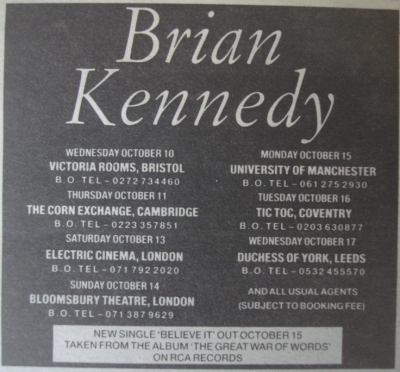 Brian
Kennedy
WEDNESDAY OCTOBER 10
VICTORIA ROOMS, BRISTOL
B.O. TEL – 0272 734460
THURSDAY OCTOBER 11
THE CORN EXCHANGE, CAMBRIDGE
B.O. TEL – 0223 357851
SATURDAY OCTOBER 13
ELECTRIC CINEMA, LONDON
B.O. TEL – 071 792 2020
SUNDAY OCTOBER 14
BLOOMSBURY THEATRE, LONDON
B.O. TEL – 071 387 9629
MONDAY OCTOBER 15
UNIVERSITY OF MANCHESTER
B.O. TEL – 061 275 2930
TUESDAY OCTOBER 16
TIC TOC, COVENTRY
B.O. TEL – 0203 630877
WEDNESDAY OCTOBER 17
DUCHESS OF YORK, LEEDS
B.O. TEL – 0532 455570
AND ALL USUAL AGENTS
(SUBJECT TO BOOKING FEE)
NEW SINGLE 'BELIEVE IT' OUT OCTOBER 15
TAKEN FROM THE ALBUM 'THE GREAT WAR OF WORDS'
ON RCA RECORDS